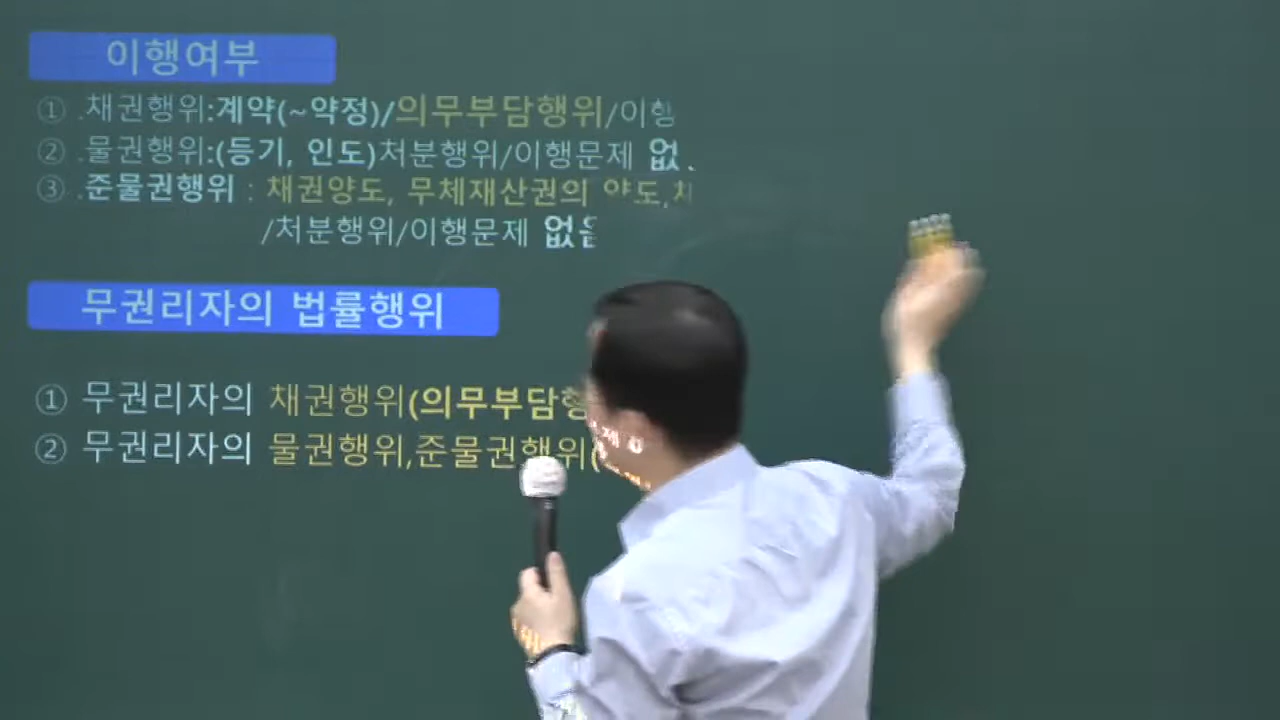 이행여부
① .채권행위:계약(~약정)/의무부담행위/이행
② .물권행위:(등기, 인도)처분행위/이행문제 없
③ .준물권행위 : 채권양도, 무체재산권의 양도,
/처분행위/이행문제 없음
무권리자의 법률행위
① 무권리자의 채권행위(의무부담행
② 무권리자의 물권행위,준물권행위(